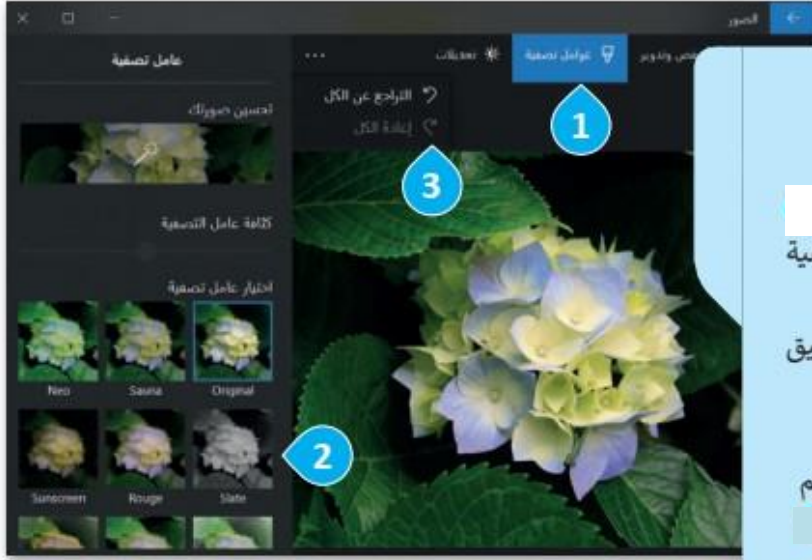 الصور
قص وتدوير
عوامل تصفية
تعديلات
...
عامل تصفية
التراجع عن الكل
إعادة الكل
تحسين صورتك
كثافة عامل التصفية
اختيار عامل تصفية
Original
Sauna
Neo
Slate
Rouge
Sunscreen
1
3
2